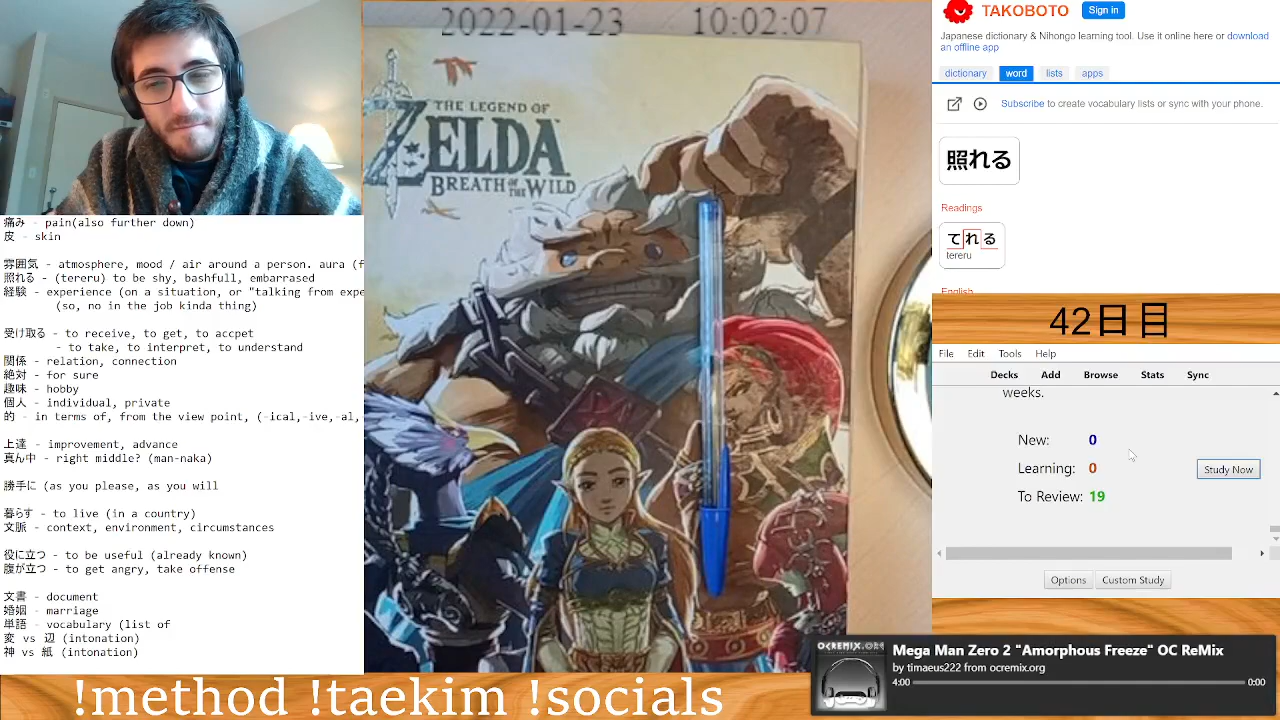 2022-01-23 10:02:07
THE LEGEND OF
ZELDA
BREATH OF THE WILD
痛み - pain(also further down)
皮 - skin
雰囲気 - atmosphere, mood / air around a person. aura (f
照れる - (tereru) to be shy, bashfull, embarrased
経験 - experience (on a situation, or "talking from expe
(so, no in the job kinda thing)
受け取る - to receive, to get, to accpet
- to take, to interpret, to understand
関係 - relation, connection
絶対 - for sure
趣味 - hobby
個人 - individual, private
的 - in terms of, from the view point, (-ical,-ive,-al,
上達 - improvement, advance
真ん中 - right middle? (man-naka)
勝手に (as you please, as you will
暮らす - to live (in a country)
文脈 - context, environment, circumstances
役に立つ - to be useful (already known)
腹が立つ - to get angry, take offense
文書 - document
婚姻 - marriage
単語 - vocabulary (list of
変 vs 辺 (intonation)
神 vs 紙 (intonation)
!method !taekim !socials
TAKOBOTO Sign in
Japanese dictionary & Nihongo learning tool. Use it online here or download
an offline app
dictionary word lists apps
Subscribe to create vocabulary lists or sync with your phone.
照れる
Readings
てれる
tereru
English
42日目
File Edit Tools Help
Decks Add Browse Stats Sync
weeks.
New: 0
Learning: 0
To Review: 19
Study Now
Options Custom Study
OCREMIX.ORG
Mega Man Zero 2 "Amorphous Freeze" OC ReMix
by timaeus222 from ocremix.org
4:00 0:00